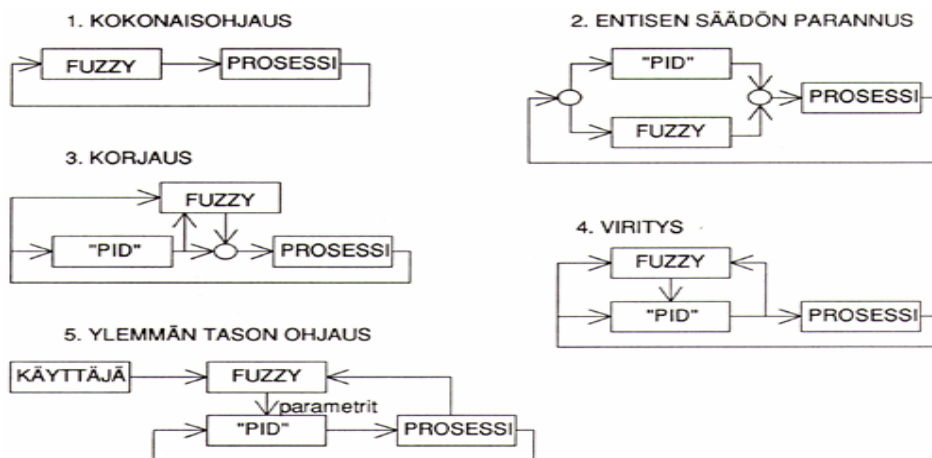 1. KOKONAISOHJAUS
FUZZY
PROSESSI
2. ENTISEN SÄÄDÖN PARANNUS
"PID"
FUZZY
PROSESSI
3. KORJAUS
FUZZY
"PID"
PROSESSI
4. VIRITYS
FUZZY
"PID"
PROSESSI
5. YLEMMÄN TASON OHJAUS
KÄYTTÄJÄ
FUZZY
parametrit
"PID"
PROSESSI